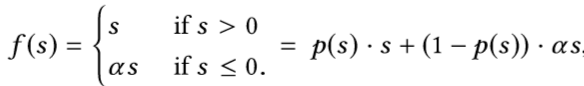 f(s) = { s if s > 0
αs if s ≤ 0. = p(s) · s + (1 − p(s)) · αs,